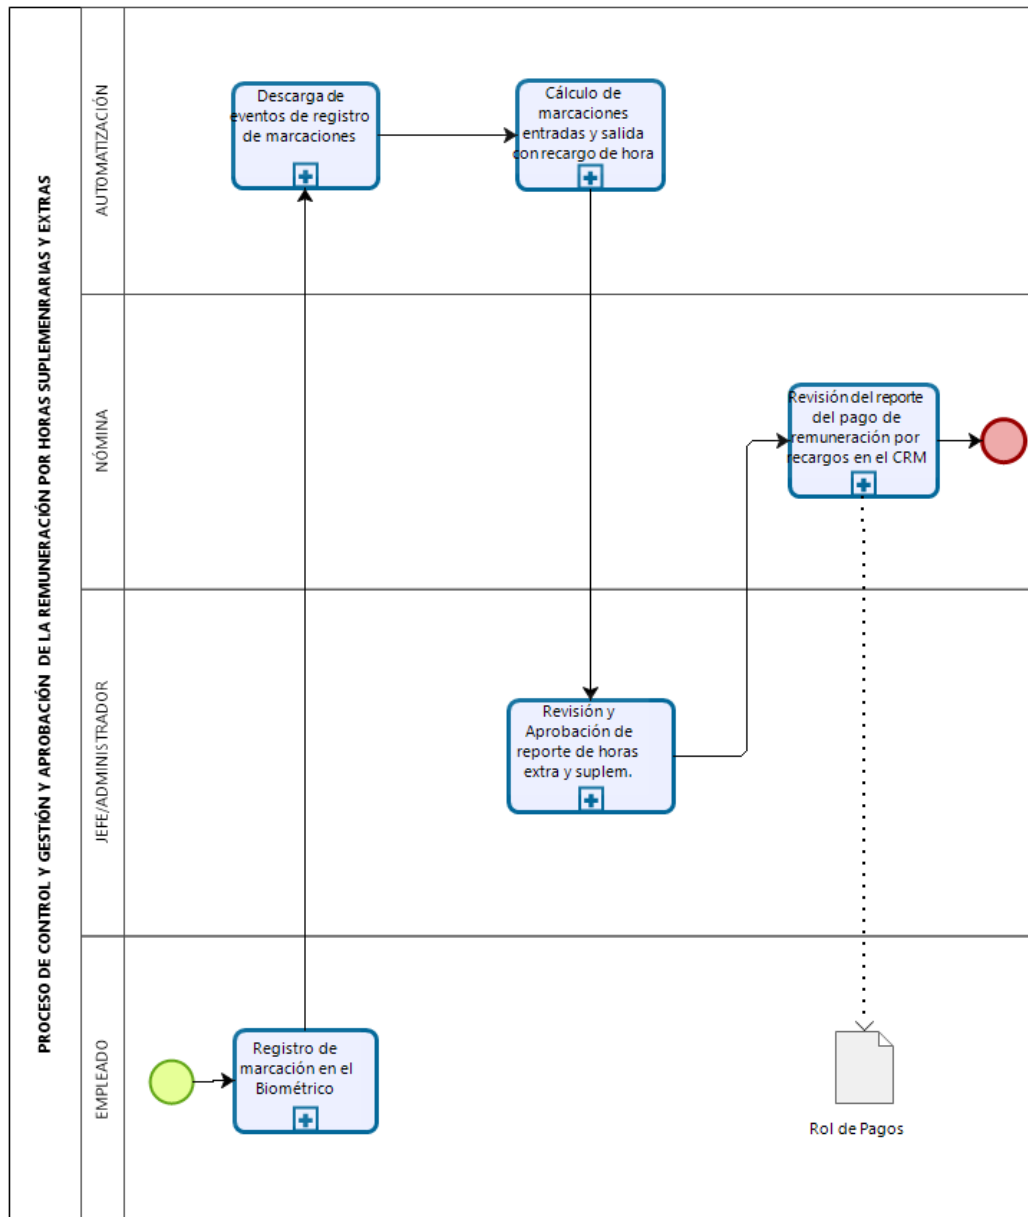 PROCESO DE CONTROL Y GESTIÓN Y APROBACIÓN DE LA REMUNERACIÓN POR HORAS SUPLEMENRARIAS Y EXTRAS
AUTOMATIZACIÓN
Descarga de
eventos de registro
de marcaciones
Cálculo de
marcaciones
entradas y salida
con recargo de hora
NÓMINA
Revisión del reporte
del pago de
remuneración por
recargos en el CRM
JEFE/ADMINISTRADOR
Revisión y
Aprobación de
reporte de horas
extra y suplem.
EMPLEADO
Registro de
marcación en el
Biométrico
Rol de Pagos